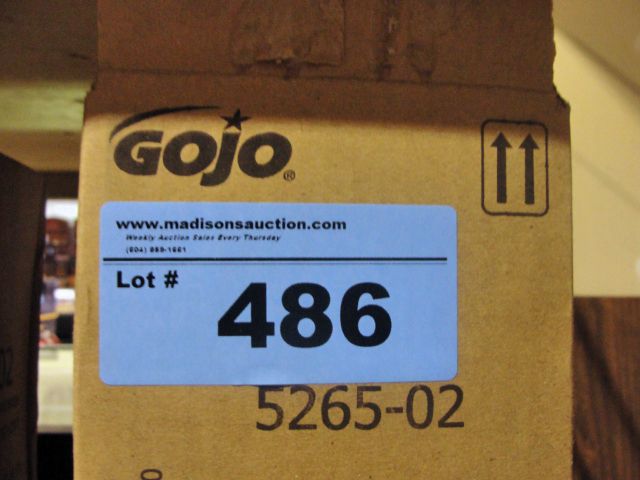 GOJO®
www.madisonsauction.com
Weekly Auction Sales Every Thursday
Lot #
486
5265-02